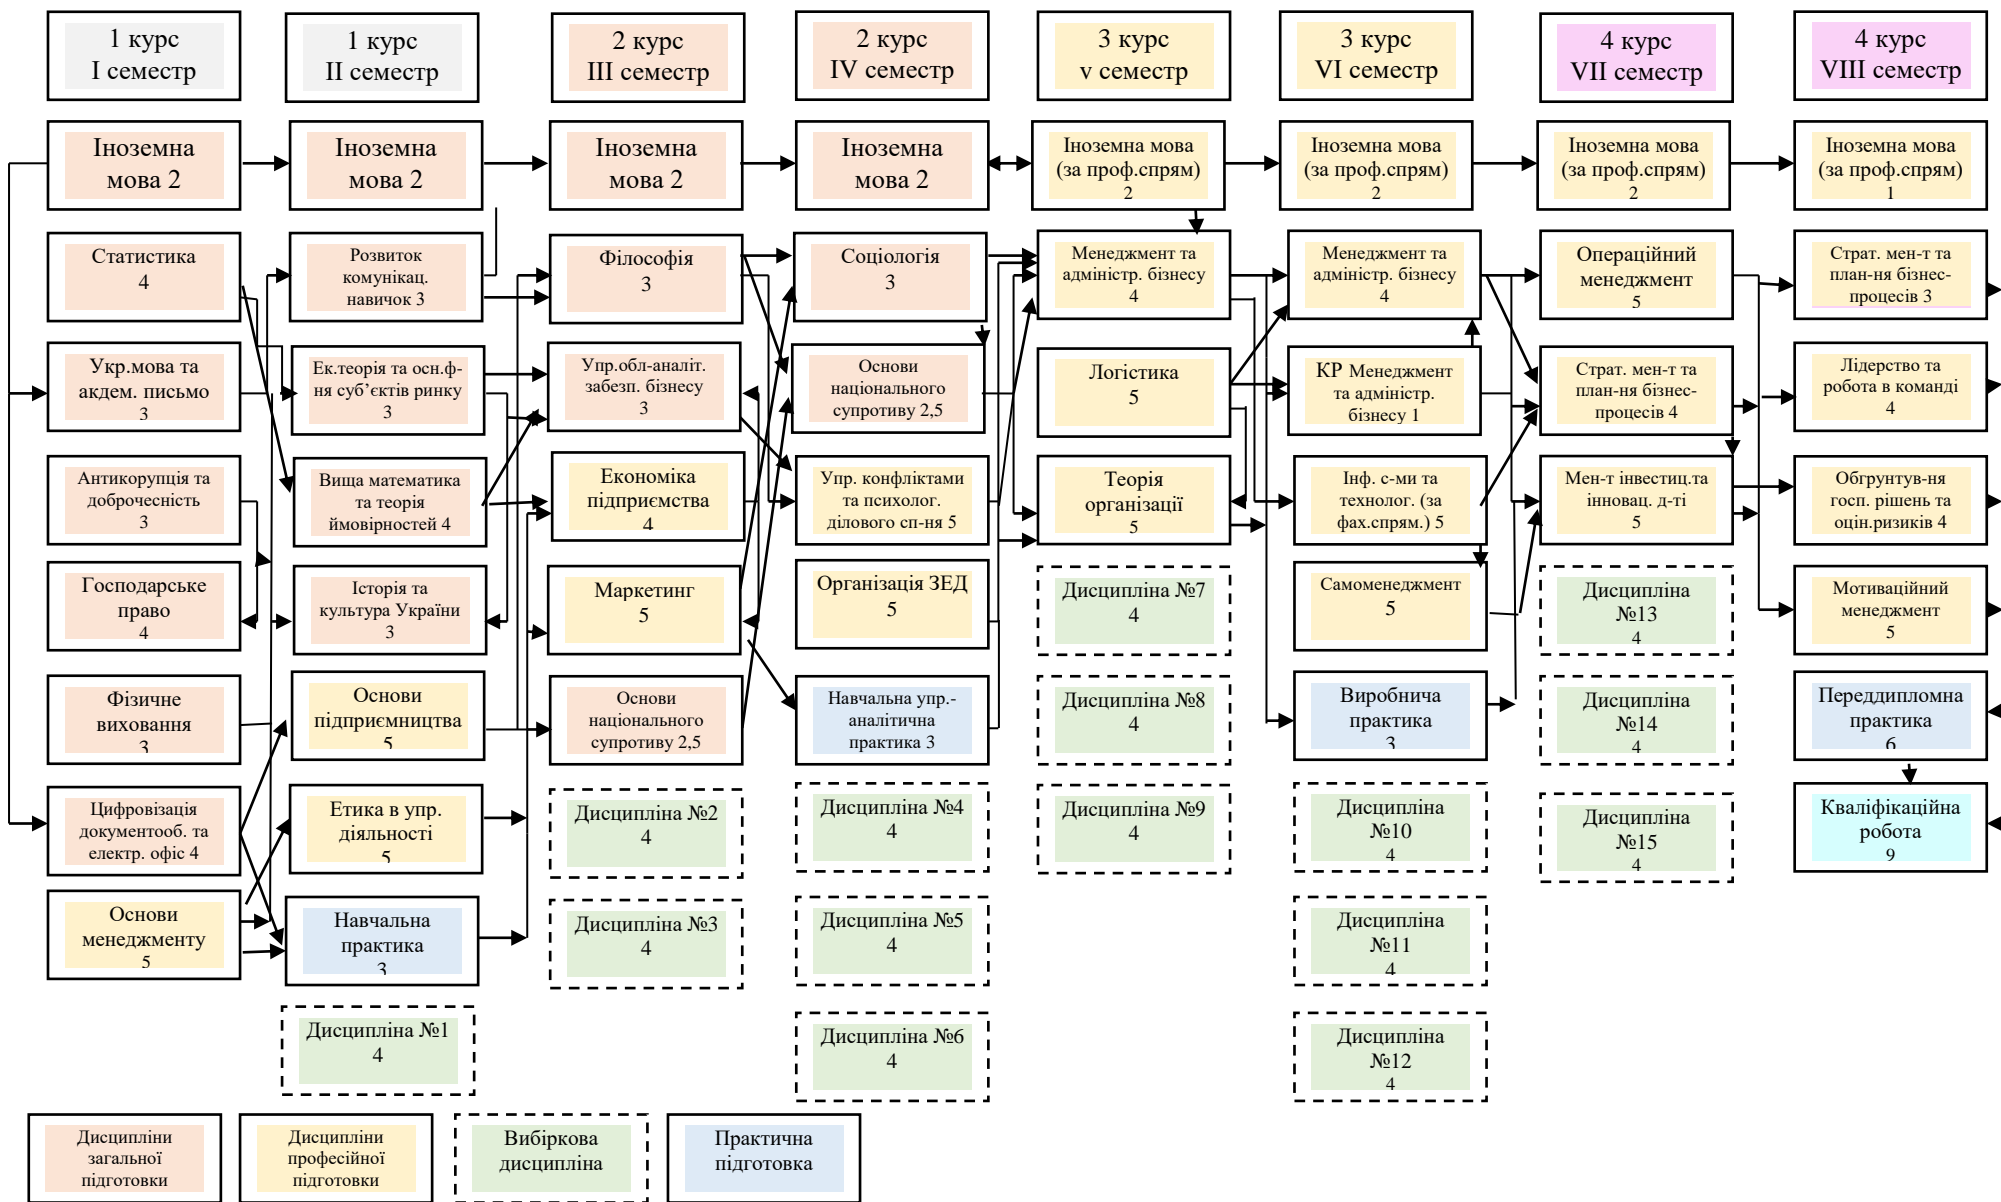 1 курс
I семестр
1 курс
II семестр
2 курс
III семестр
2 курс
IV семестр
3 курс
v семестр
3 курс
VI семестр
4 курс
VII семестр
4 курс
VIII семестр
Іноземна
мова 2
Іноземна
мова 2
Іноземна
мова 2
Іноземна
мова 2
Іноземна мова
(за проф.спрям)
2
Іноземна мова
(за проф.спрям)
2
Іноземна мова
(за проф.спрям)
2
Іноземна мова
(за проф.спрям)
1
Статистика
4
Розвиток
комунікац.
навичок 3
Філософія
3
Соціологія
3
Менеджмент та
адміністр. бізнесу
4
Менеджмент та
адміністр. бізнесу
4
Операційний
менеджмент
5
Страт. мен-т та
план-ня бізнес-
процесів 3
Укр.мова та
акдем. письмо
3
Ек.теорія та осн.ф-
ня суб’єктів ринку
3
Упр.обл-аналіт.
забезп. бізнесу
3
Основи
національного
супротиву 2,5
Логістика
5
КР Менеджмент
та адміністр.
бізнесу 1
Страт. мен-т та
план-ня бізнес-
процесів 4
Лідерство та
робота в команді
4
Антикорупція та
доброчесність
3
Вища математика
та теорія
ймовірностей 4
Економіка
підприємства
4
Упр. конфліктами
та психолог.
ділового сп-ня 5
Теорія
організації
5
Інф. с-ми та
технолог. (за
фах.спрям.) 5
Мен-т інвестиц.та
інновац. д-ті
5
Обгрунтув-ня
госп. рішень та
оцін.ризиків 4
Господарське
право
4
Історія та
культура України
3
Маркетинг
5
Організація ЗЕД
5
Дисципліна №7
4
Самоменеджмент
5
Дисципліна
№13
4
Мотиваційний
менеджмент
5
Фізичне
виховання
3
Основи
підприємництва
5
Основи
національного
супротиву 2,5
Навчальна упр.-
аналітична
практика 3
Дисципліна №8
4
Виробнича
практика
3
Дисципліна
№14
4
Переддипломна
практика
6
Цифровізація
документооб. та
електр. офіс 4
Етика в упр.
діяльності
5
Дисципліна №2
4
Дисципліна №4
4
Дисципліна №9
4
Дисципліна
№10
4
Дисципліна
№15
4
Кваліфікаційна
робота
9
Основи
менеджменту
5
Навчальна
практика
3
Дисципліна №3
4
Дисципліна №5
4
Дисципліна
№11
4
Дисципліна №1
4
Дисципліна №6
4
Дисципліна
№12
4
Дисципліни
загальної
підготовки
Дисципліни
професійної
підготовки
Вибіркова
дисципліна
Практична
підготовка